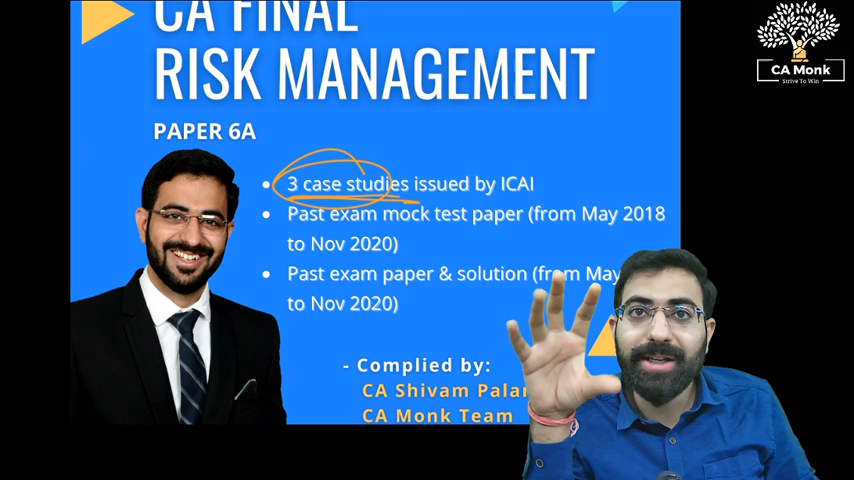 CA FINAL
RISK MANAGEMENT
PAPER 6A
3 case studies issued by ICAI
Past exam mock test paper (from May 2018
to Nov 2020)
Past exam paper & solution (from May
to Nov 2020)
- Complied by:
CA Shivam
CA Monk Team
CA Monk
Strive To Win